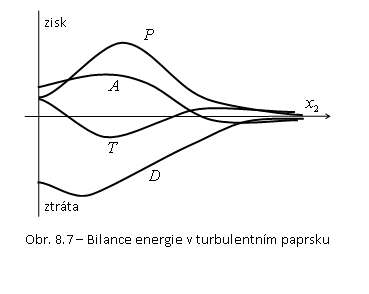 zisk
P
A
x₂
T
D
ztráta
Obr. 8.7 – Bilance energie v turbulentním paprsku